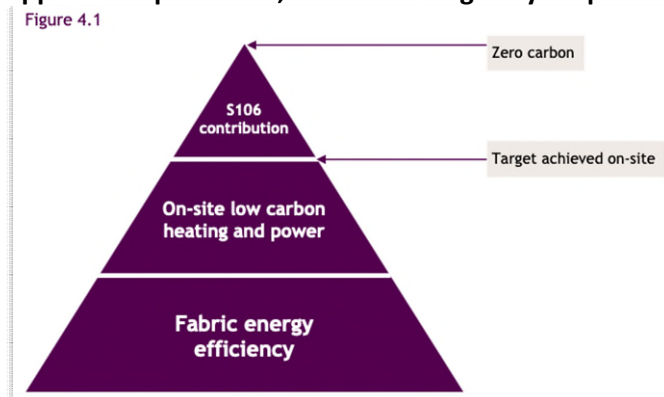 Figure 4.1
Zero carbon
S106
contribution
Target achieved on-site
On-site low carbon
heating and power
Fabric energy
efficiency